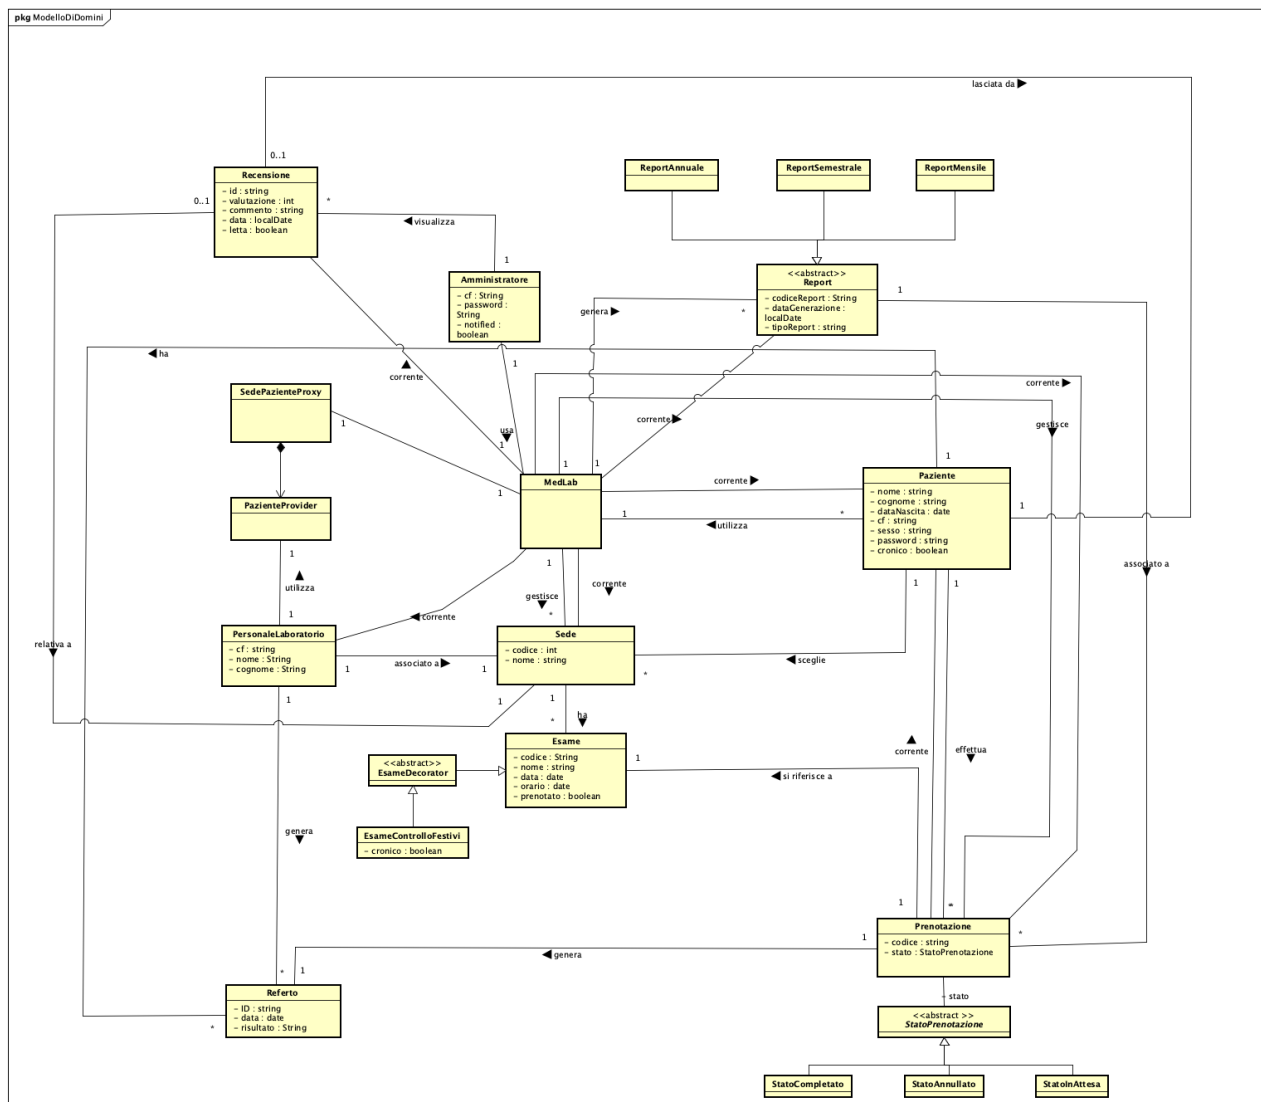 pkg ModelloDiDomini
lasciata da
0..1
Recensione
- id : string
- valutazione : int
- commento : string
- data : localDate
- letta : boolean
0..1
*
visualizza
1
ReportAnnuale
ReportSemestrale
ReportMensile
Amministratore
- cf : String
- password :
String
- notified :
boolean
1
<<abstract>>
Report
- codiceReport : String
- dataGenerazione :
localDate
- tipoReport : string
1
genera
*
ha
corrente
corrente
SedePazienteProxy
1
usa
1
corrente
gestisce
1
1
1
MedLab
1
corrente
1
utilizza
*
Paziente
- nome : string
- cognome : string
- dataNascita : date
- cf : string
- sesso : string
- password : string
- cronico : boolean
1
PazienteProvider
1
utilizza
1
associato a
1
gestisce
*
corrente
1
1
corrente
relativa a
PersonaleLaboratorio
- cf : string
- nome : String
- cognome : String
1
associato a
1
Sede
- codice : int
- nome : string
*
sceglie
1
1
1
*
ha
Esame
- codice : String
- nome : string
- data : date
- orario : date
- prenotato : boolean
1
si riferisce a
corrente
effettua
<<abstract>>
EsameDecorator
EsameControlloFestivi
- cronico : boolean
genera
1
*
Prenotazione
- codice : string
- stato : StatoPrenotazione
*
1
genera
*
1
Referto
- ID : string
- data : date
- risultato : String
*
- stato
<<abstract >>
StatoPrenotazione
StatoCompletato
StatoAnnullato
StatoInAttesa